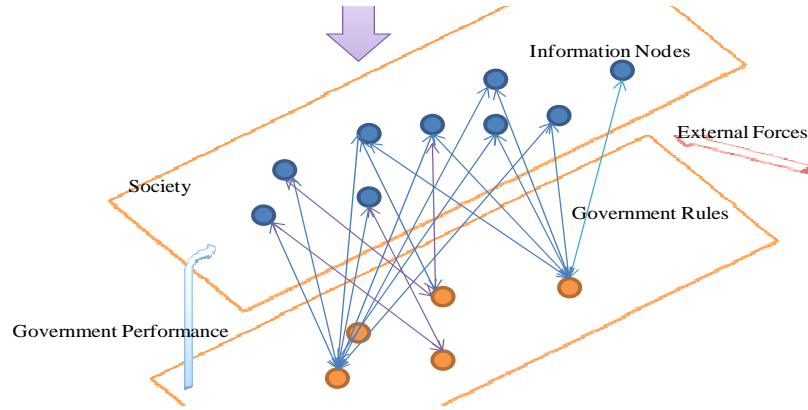 Information Nodes
External Forces
Society
Government Rules
Government Performance